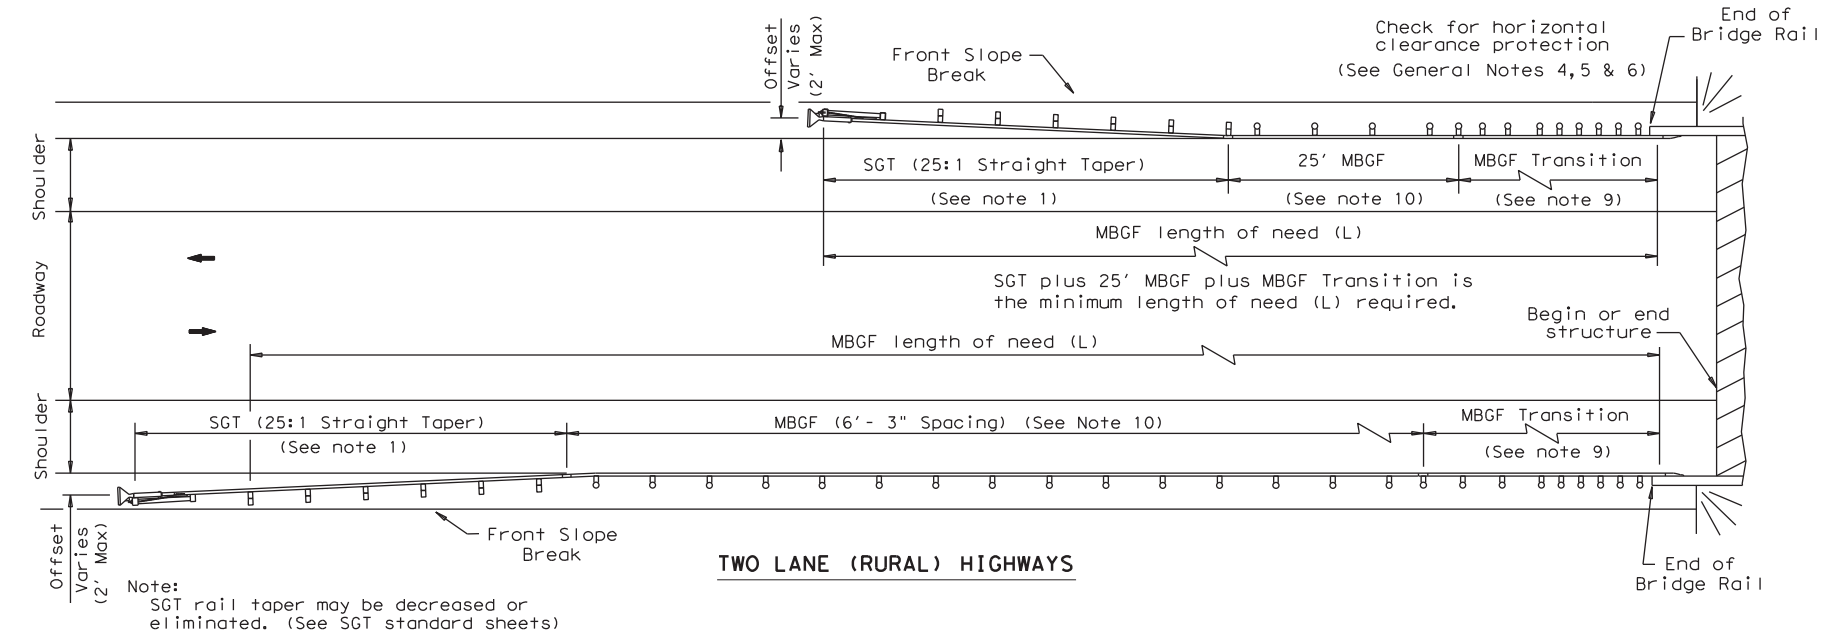 Offset
Varies
(2' Max)
Front Slope
Break
Check for horizontal
clearance protection
(See General Notes 4,5 & 6)
End of
Bridge Rail
Shoulder
SGT (25:1 Straight Taper)
(See note 1)
25' MBGF
(See note 10)
MBGF Transition
(See note 9)
MBGF length of need (L)
SGT plus 25' MBGF plus MBGF Transition is
the minimum length of need (L) required.
Roadway
Begin or end
structure
MBGF length of need (L)
Shoulder
SGT (25:1 Straight Taper)
(See note 1)
MBGF (6'- 3" Spacing) (See Note 10)
MBGF Transition
(See note 9)
Offset
Varies
(2' Max)
Front Slope
Break
TWO LANE (RURAL) HIGHWAYS
End of
Bridge Rail
Note:
SGT rail taper may be decreased or
eliminated. (See SGT standard sheets)